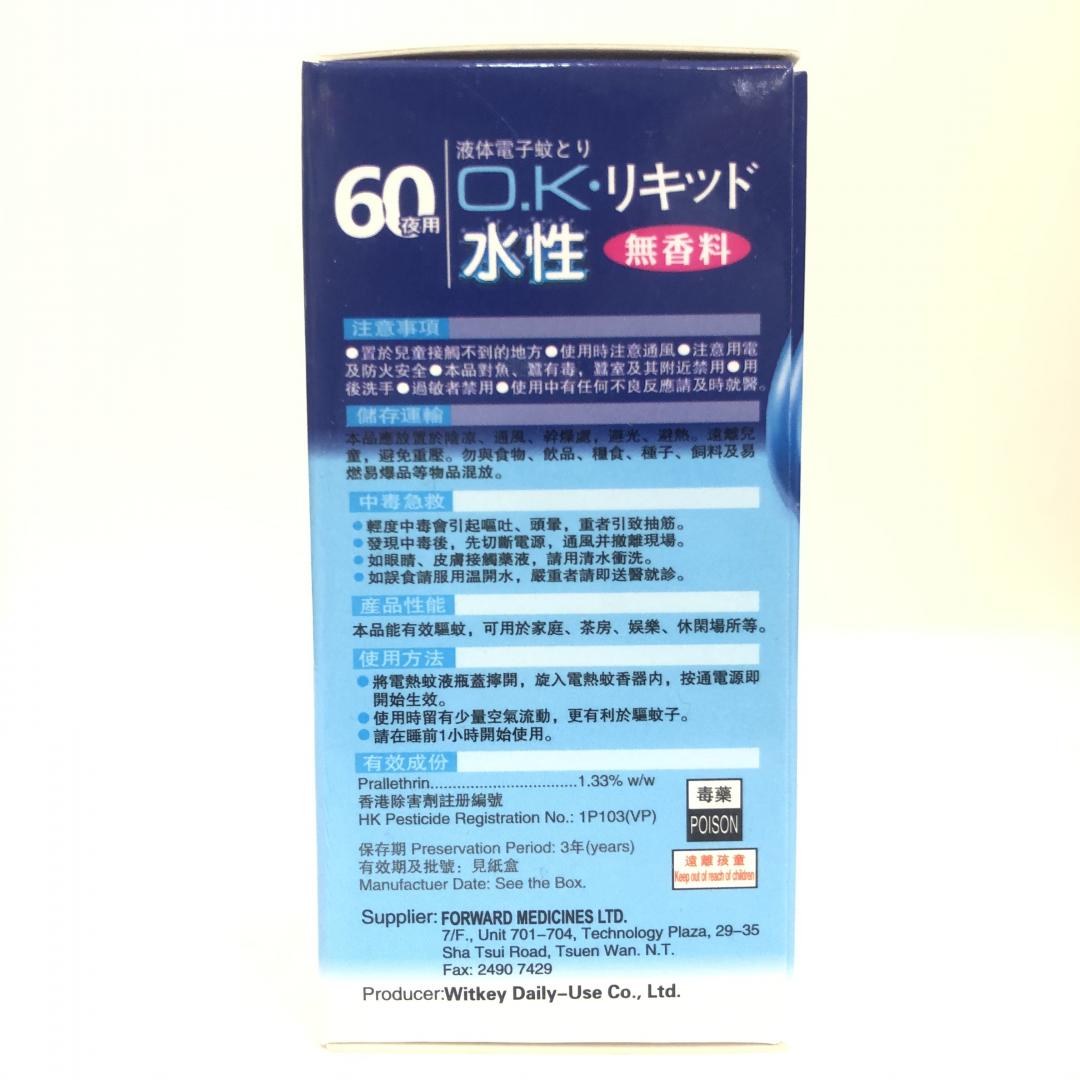 60夜用
液体電子蚊とり
O.K・リキッド
水性 無香料
注意事項
●置於兒童接觸不到的地方●使用時注意通風●注意用電
及防火安全●本品對魚、蠶有毒，蠶室及其附近禁用●用
後洗手●過敏者禁用●使用中有任何不良反應請及時就醫。
儲存運輸
本品應放置於陰凉、通風、幹燥處，避光、避熱。遠離兒
童，避免重壓。勿與食物、飲品、糧食、種子、飼料及易
燃易爆品等物品混放。
中毒急救
●輕度中毒會引起嘔吐、頭暈，重者引致抽筋。
●發現中毒後，先切斷電源，通風并撤離現場。
●如眼睛、皮膚接觸藥液，請用清水衝洗。
●如誤食請服用温開水，嚴重者請即送醫就診。
産品性能
本品能有效驅蚊，可用於家庭、茶房、娱樂、休閑場所等。
使用方法
●將電熱蚊液瓶蓋擰開，旋入電熱蚊香器内，按通電源即
開始生效。
●使用時留有少量空氣流動，更有利於驅蚊子。
●請在睡前1小時開始使用。
有效成份
Prallethrin.................................1.33% w/w
香港除害劑註册編號
HK Pesticide Registration No.: 1P103(VP)
毒藥
POISON
保存期 Preservation Period: 3年(years)
有效期及批號：見紙盒
Manufactuer Date: See the Box.
遠離孩童
Keep out of reach of children
Supplier: FORWARD MEDICINES LTD.
7/F., Unit 701–704, Technology Plaza, 29–35
Sha Tsui Road, Tsuen Wan. N.T.
Fax: 2490 7429
Producer:Witkey Daily–Use Co., Ltd.